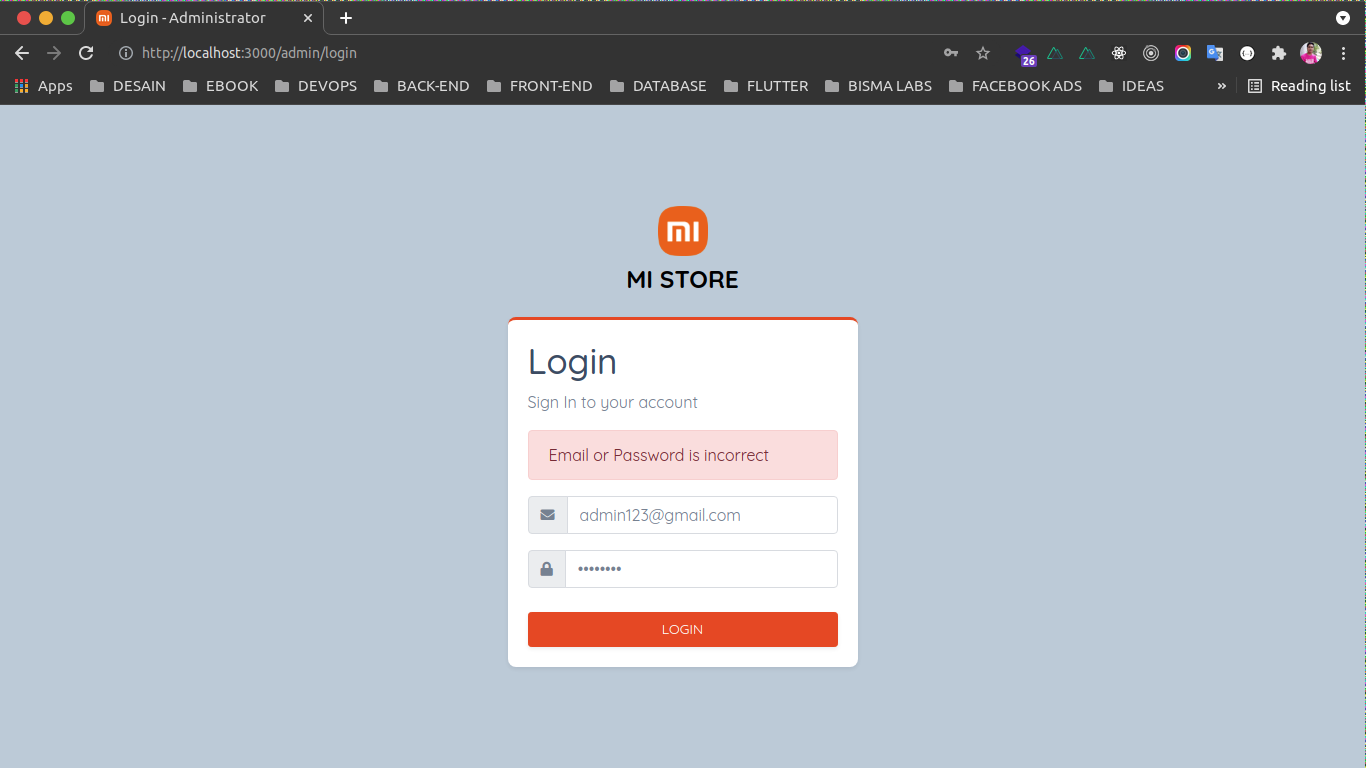 Login - Administrator
http://localhost:3000/admin/login
26
Apps DESAIN EBOOK DEVOPS BACK-END FRONT-END DATABASE FLUTTER BISMA LABS FACEBOOK ADS IDEAS » Reading list
mi
MI STORE
Login
Sign In to your account
Email or Password is incorrect
admin123@gmail.com
••••••••
LOGIN